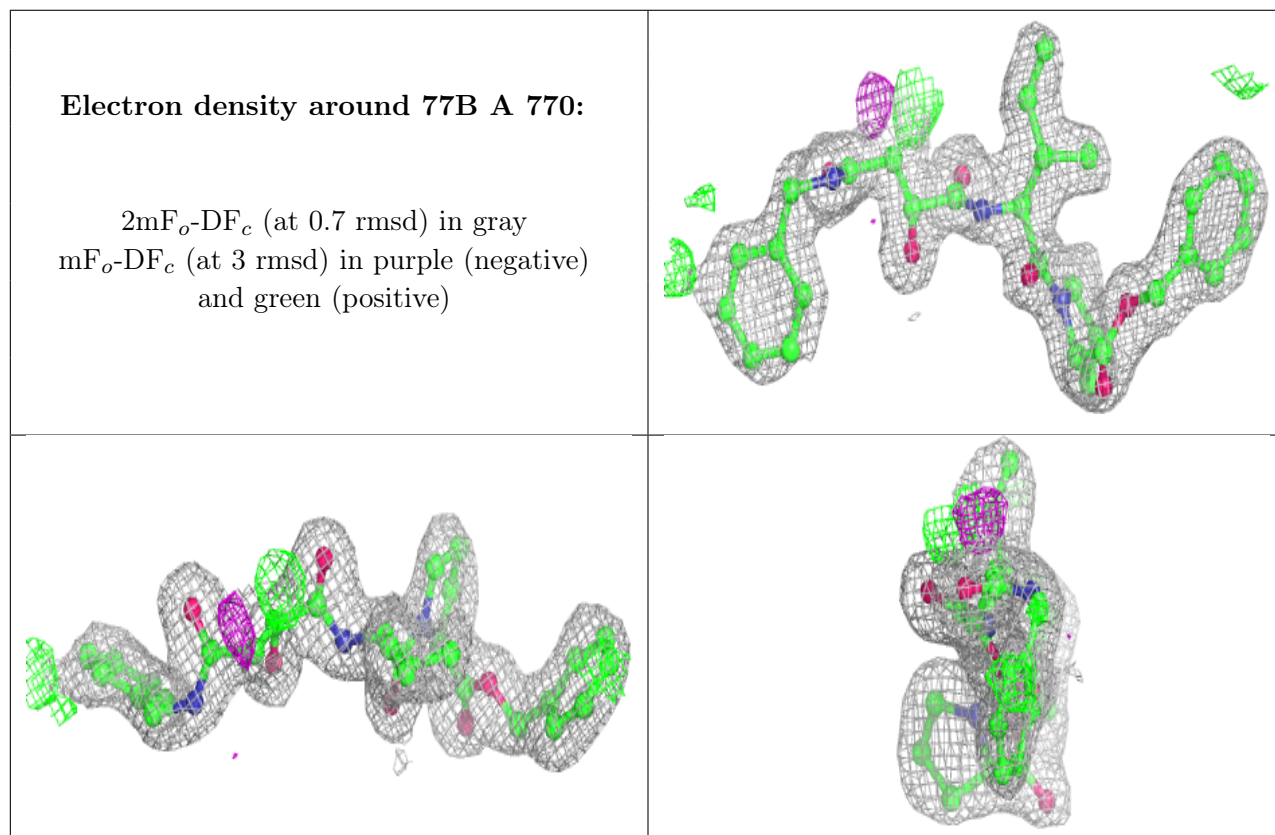 Electron density around 77B A 770:
2mFₒ-DF𝒸 (at 0.7 rmsd) in gray
mFₒ-DF𝒸 (at 3 rmsd) in purple (negative)
and green (positive)